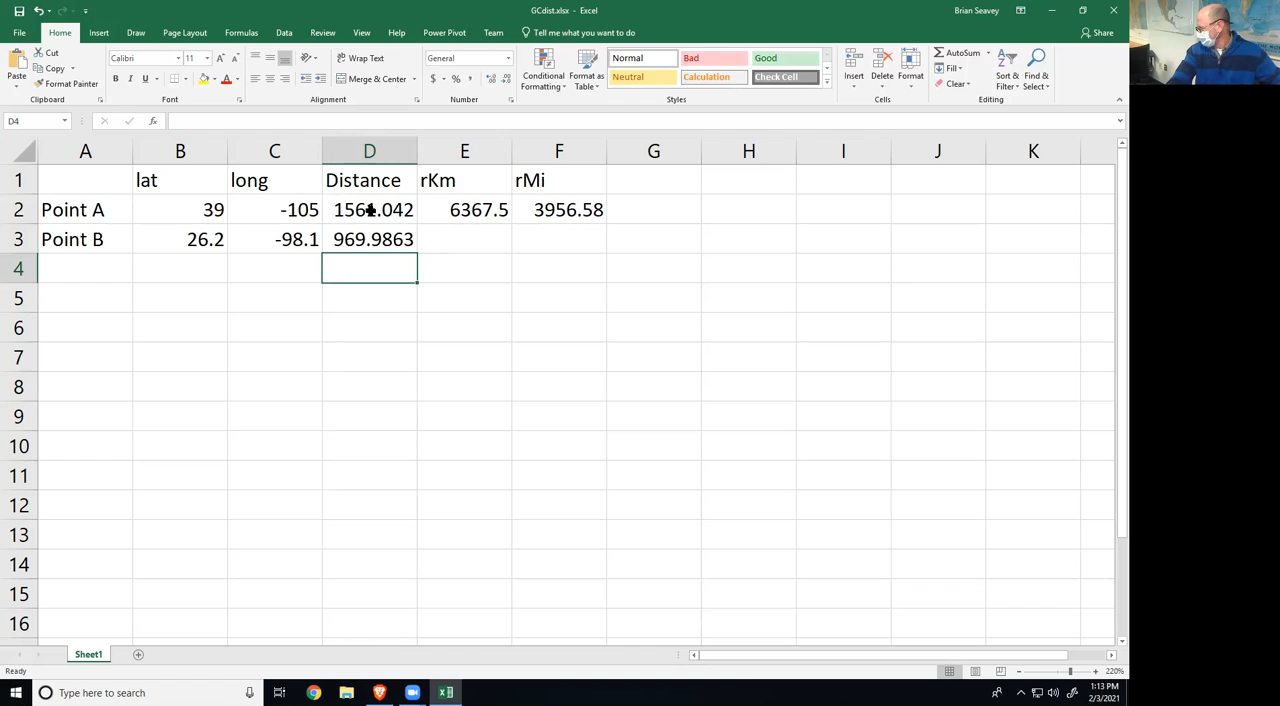 GCdist.xlsx - Excel
Brian Seavey
File Home Insert Draw Page Layout Formulas Data Review View Help Power Pivot Team Tell me what you want to do Share
Paste Cut Copy Format Painter
Calibri 11 General
Wrap Text
Merge & Center
Conditional Formatting Format as Table
Normal Bad Good
Neutral Calculation Check Cell
Insert Delete Format
AutoSum Fill Clear
Sort & Filter Find & Select
Clipboard Font Alignment Number Styles Cells Editing
D4 fx
A B C D E F G H I J K
1 lat long Distance rKm rMi
2 Point A 39 -105 1561.042 6367.5 3956.58
3 Point B 26.2 -98.1 969.9863
4
5
6
7
8
9
10
11
12
13
14
15
16
Sheet1
Ready 220%
Type here to search 1:13 PM
2/3/2021